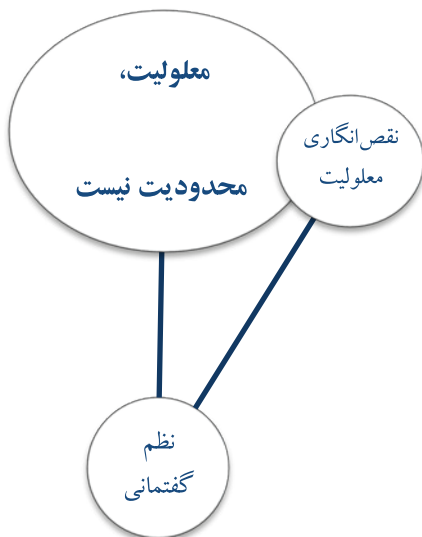 معلولیت،
محدودیت نیست
نقص‌انگاری
معلولیت
نظم
گفتمانی